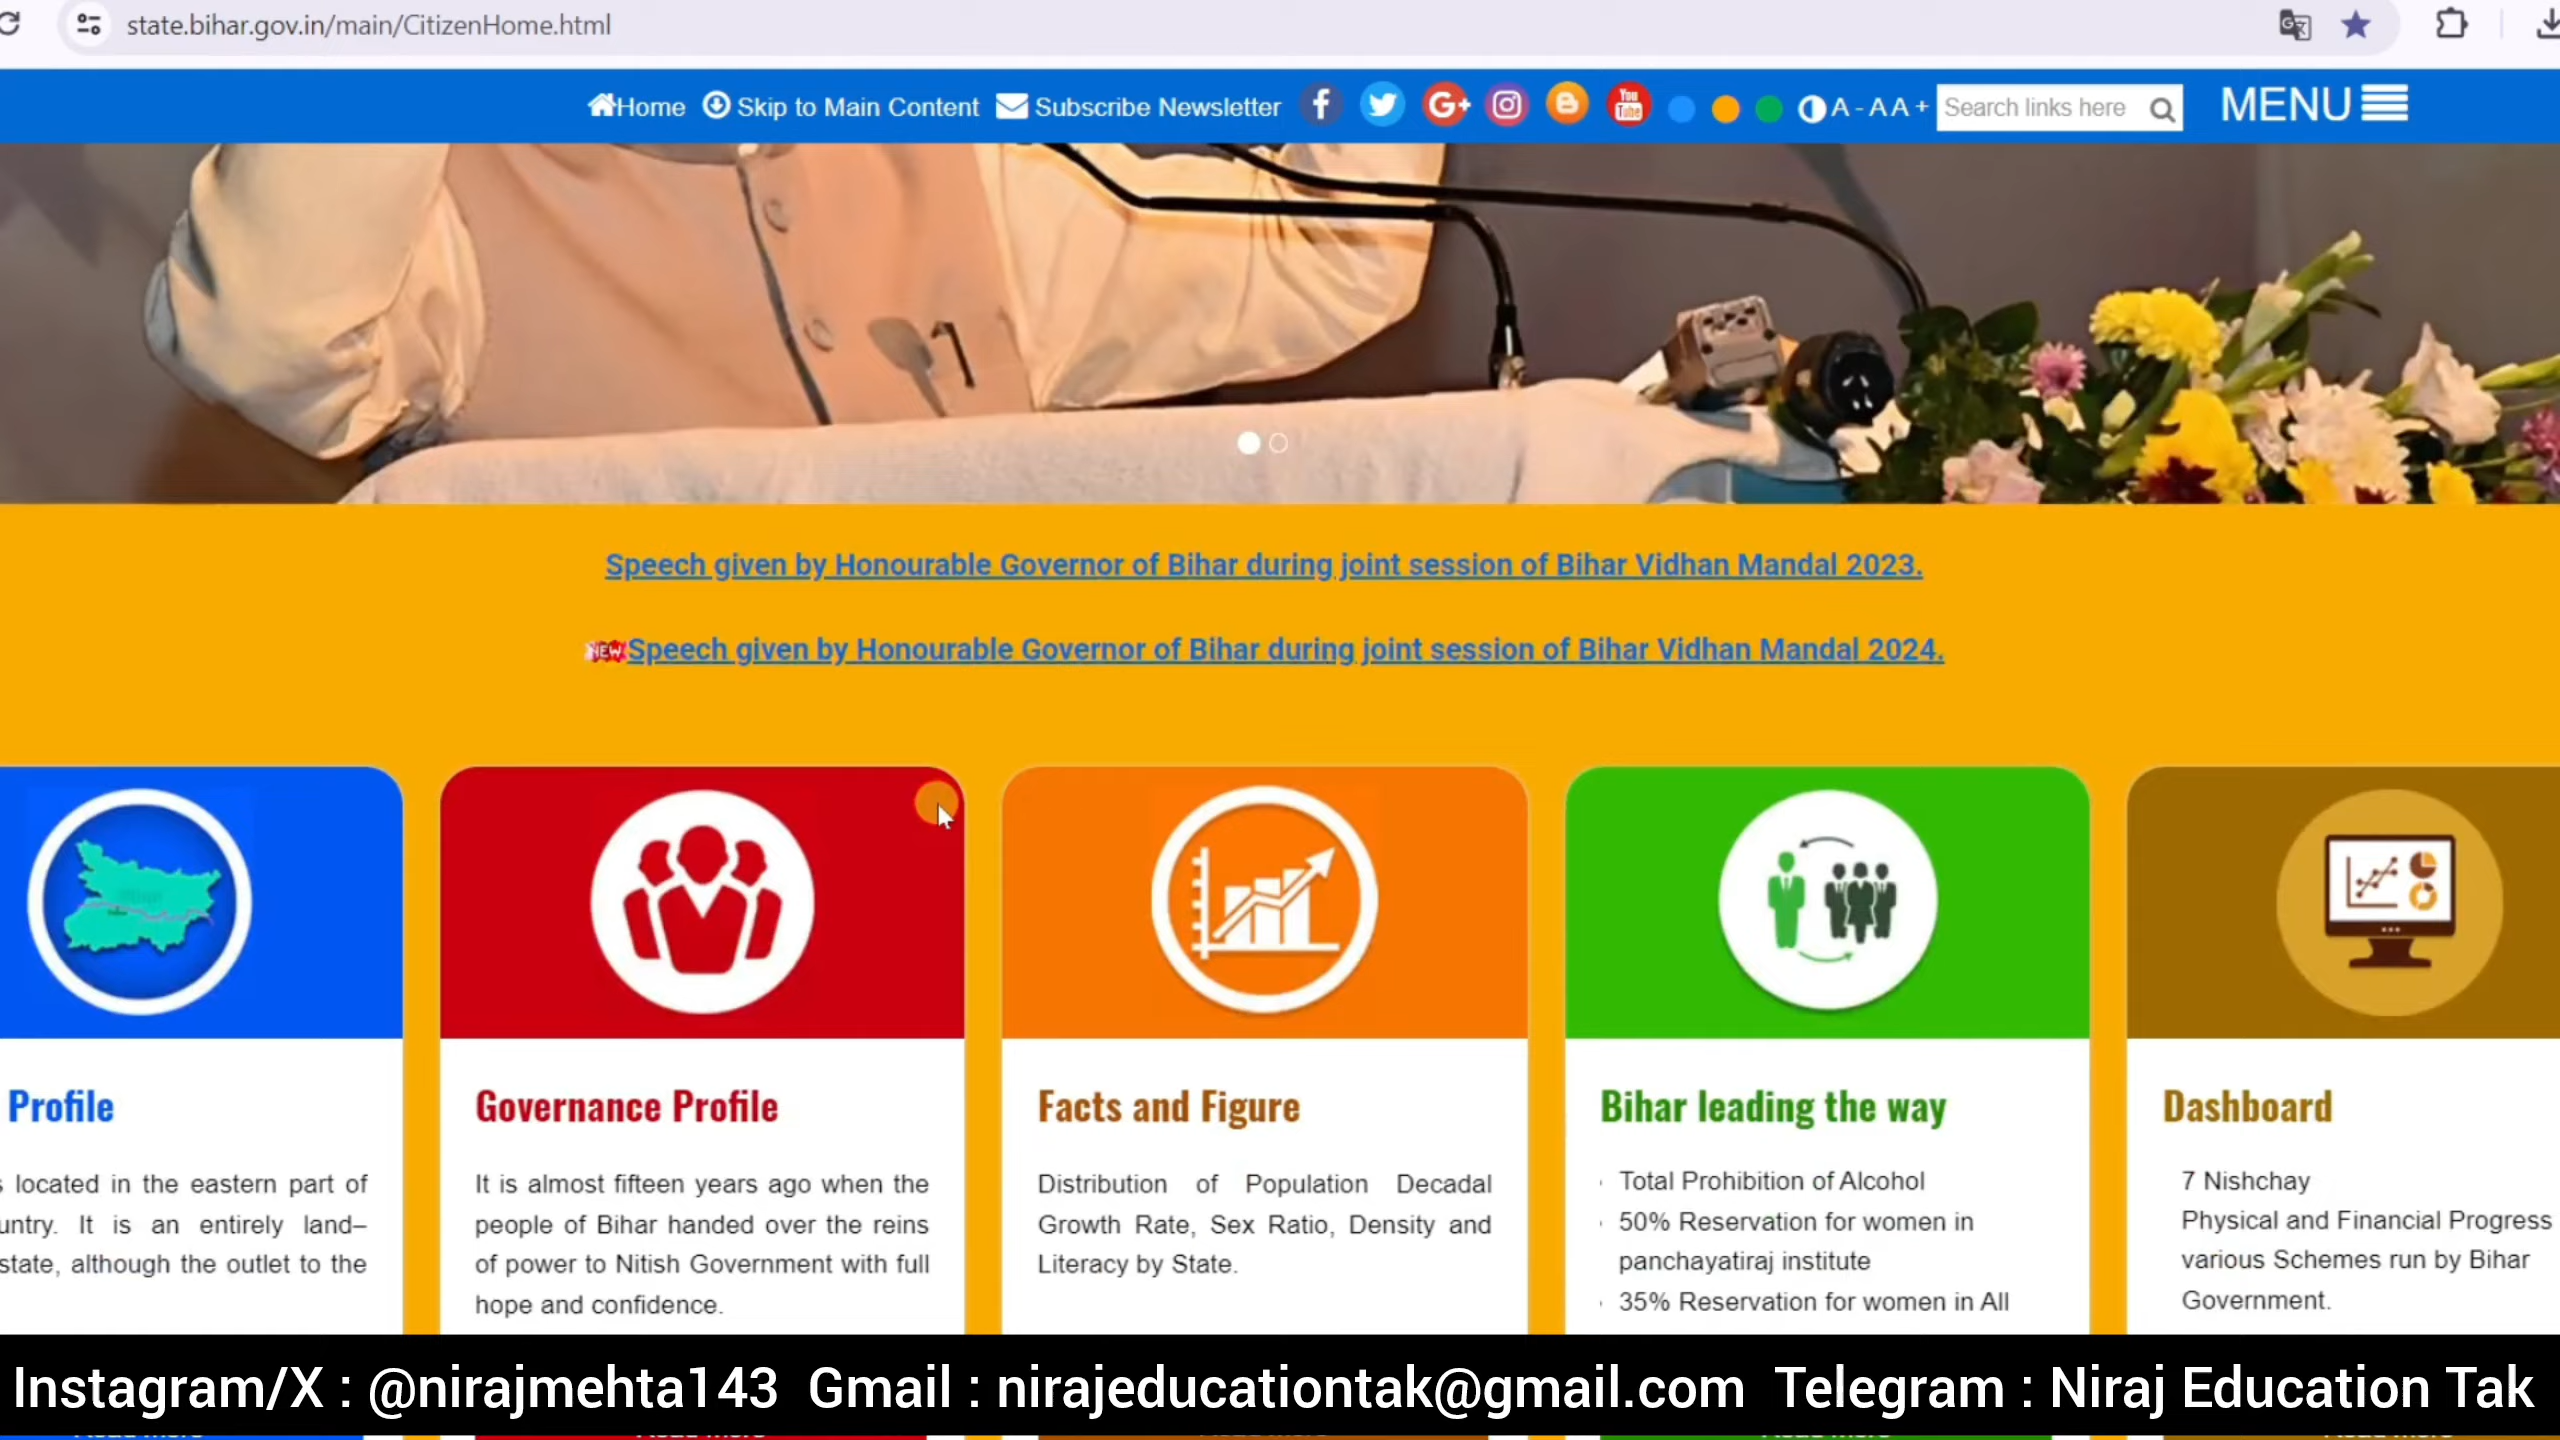 state.bihar.gov.in/main/CitizenHome.html
Home Skip to Main Content Subscribe Newsletter f G+ You Tube A - A A + Search links here MENU
Speech given by Honourable Governor of Bihar during joint session of Bihar Vidhan Mandal 2023.
NEW Speech given by Honourable Governor of Bihar during joint session of Bihar Vidhan Mandal 2024.
Profile
located in the eastern part of
It is an entirely land–
state, although the outlet to the
Governance Profile
It is almost fifteen years ago when the
people of Bihar handed over the reins
of power to Nitish Government with full
hope and confidence.
Facts and Figure
Distribution of Population Decadal
Growth Rate, Sex Ratio, Density and
Literacy by State.
Bihar leading the way
Total Prohibition of Alcohol
50% Reservation for women in
panchayatiraj institute
35% Reservation for women in All
Dashboard
7 Nishchay
Physical and Financial Progress
various Schemes run by Bihar
Government.
Instagram/X : @nirajmehta143 Gmail : nirajeducationtak@gmail.com Telegram : Niraj Education Tak